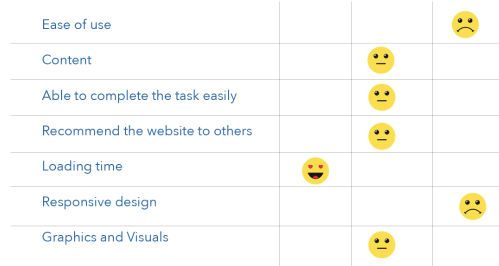 Ease of use
Content
Able to complete the task easily
Recommend the website to others
Loading time
Responsive design
Graphics and Visuals